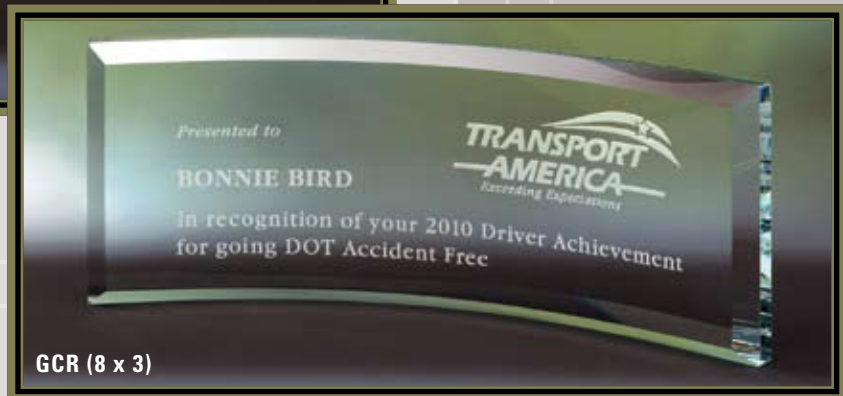 Presented to
BONNIE BIRD
In recognition of your 2010 Driver Achievement
for going DOT Accident Free
TRANSPORT
AMERICA
Exceeding Expectations
GCR (8 x 3)